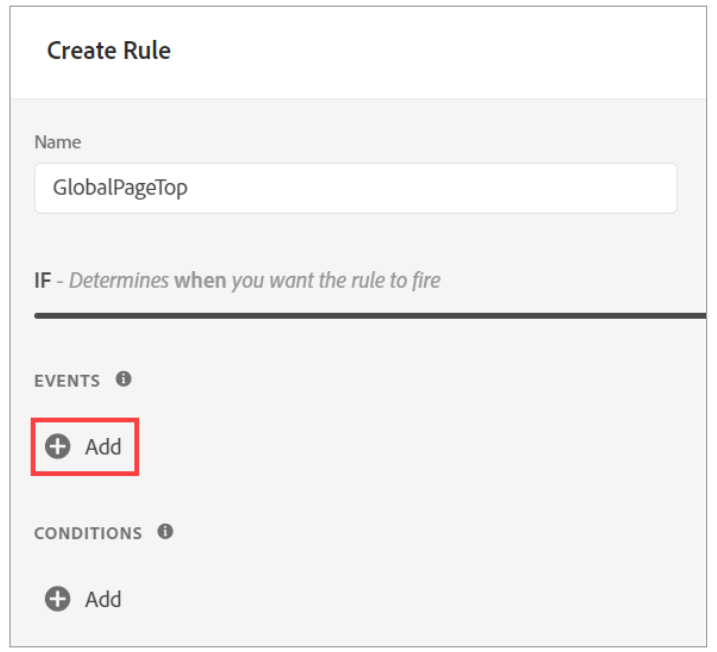 Create Rule
Name
GlobalPageTop
IF - Determines when you want the rule to fire
EVENTS
Add
CONDITIONS
Add